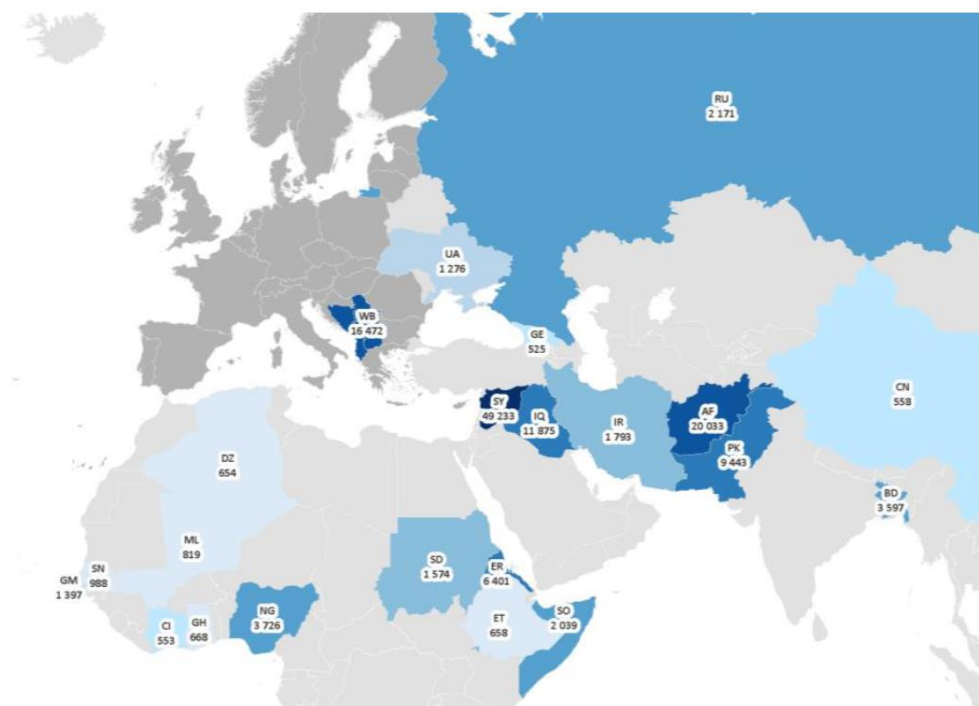 RU
2 171
UA
1 276
WB
16 472
GE
525
CN
558
SY
49 233
IQ
11 875
IR
1 793
AF
20 033
PK
9 443
DZ
654
BD
3 597
ML
819
SN
988
GM
1 397
SD
1 574
ER
6 401
CI
553
GH
668
NG
3 726
ET
658
SO
2 039